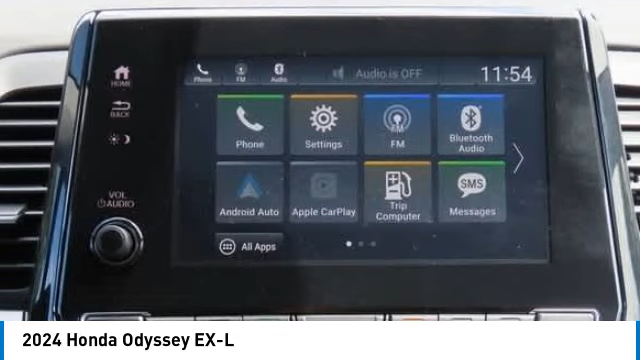 Phone
FM
Audio
Audio is OFF
11:54
HOME
BACK
VOL
AUDIO
Phone
Settings
AM
FM
Bluetooth
Audio
Android Auto
Apple CarPlay
Trip
Computer
SMS
Messages
All Apps
2024 Honda Odyssey EX-L